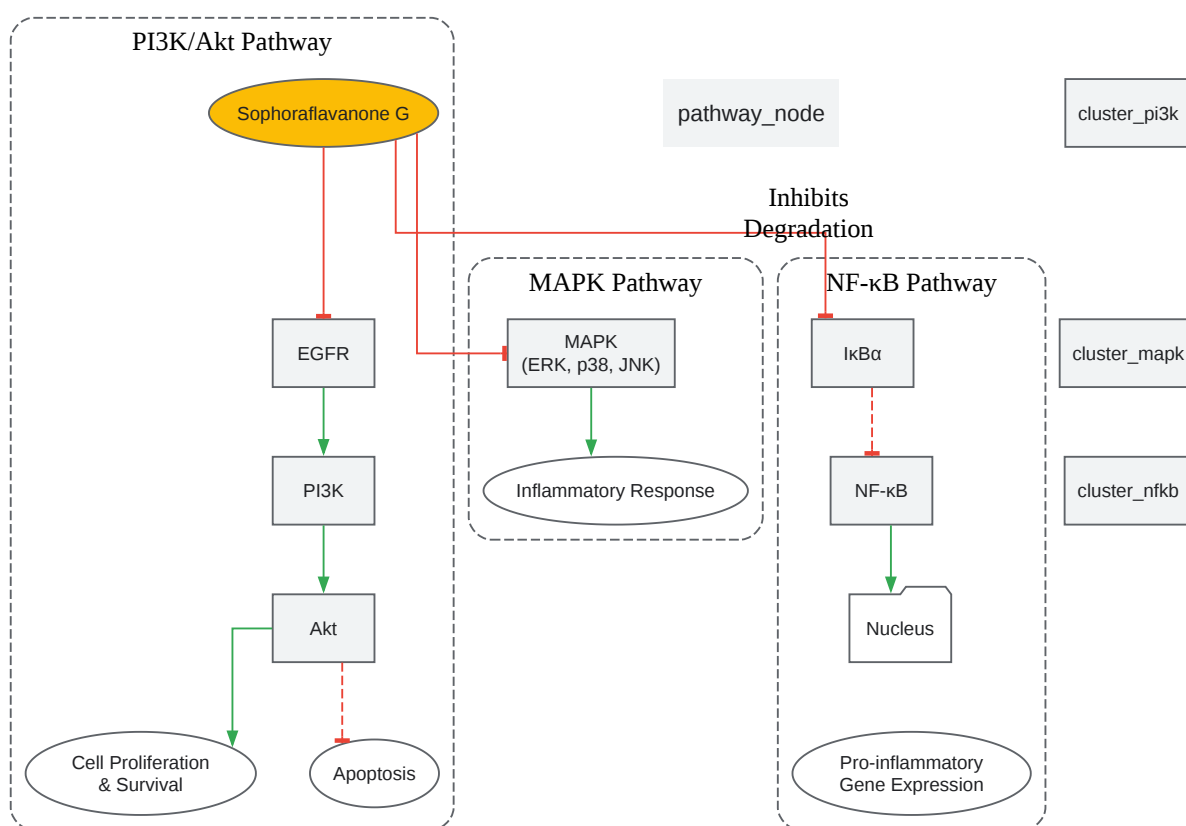 PI3K/Akt Pathway
Sophoraflavanone G
pathway_node
cluster_pi3k
Inhibits
Degradation
MAPK Pathway
NF-κB Pathway
EGFR
MAPK
(ERK, p38, JNK)
IκBα
cluster_mapk
PI3K
Inflammatory Response
NF-κB
cluster_nfkb
Akt
Nucleus
Cell Proliferation
& Survival
Apoptosis
Pro-inflammatory
Gene Expression